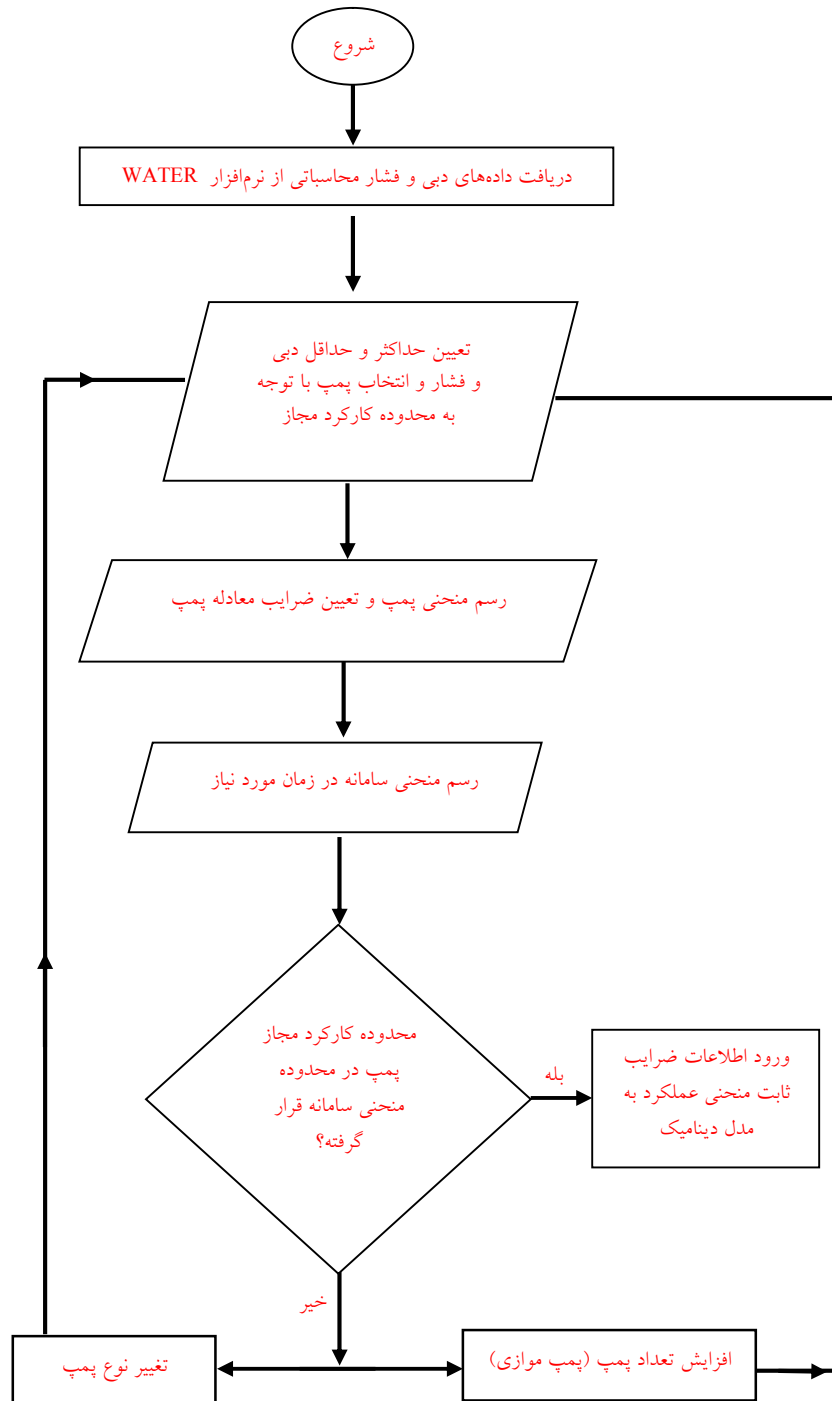 شروع
دریافت داده‌های دبی و فشار محاسباتی از نرم‌افزار WATER
تعیین حداکثر و حداقل دبی
و فشار و انتخاب پمپ با توجه
به محدوده کارکرد مجاز
رسم منحنی پمپ و تعیین ضرایب معادله پمپ
رسم منحنی سامانه در زمان مورد نیاز
محدوده کارکرد مجاز
پمپ در محدوده
منحنی سامانه قرار
گرفته؟
بله
ورود اطلاعات ضرایب
ثابت منحنی عملکرد به
مدل دینامیک
خیر
افزایش تعداد پمپ (پمپ موازی)
تغییر نوع پمپ